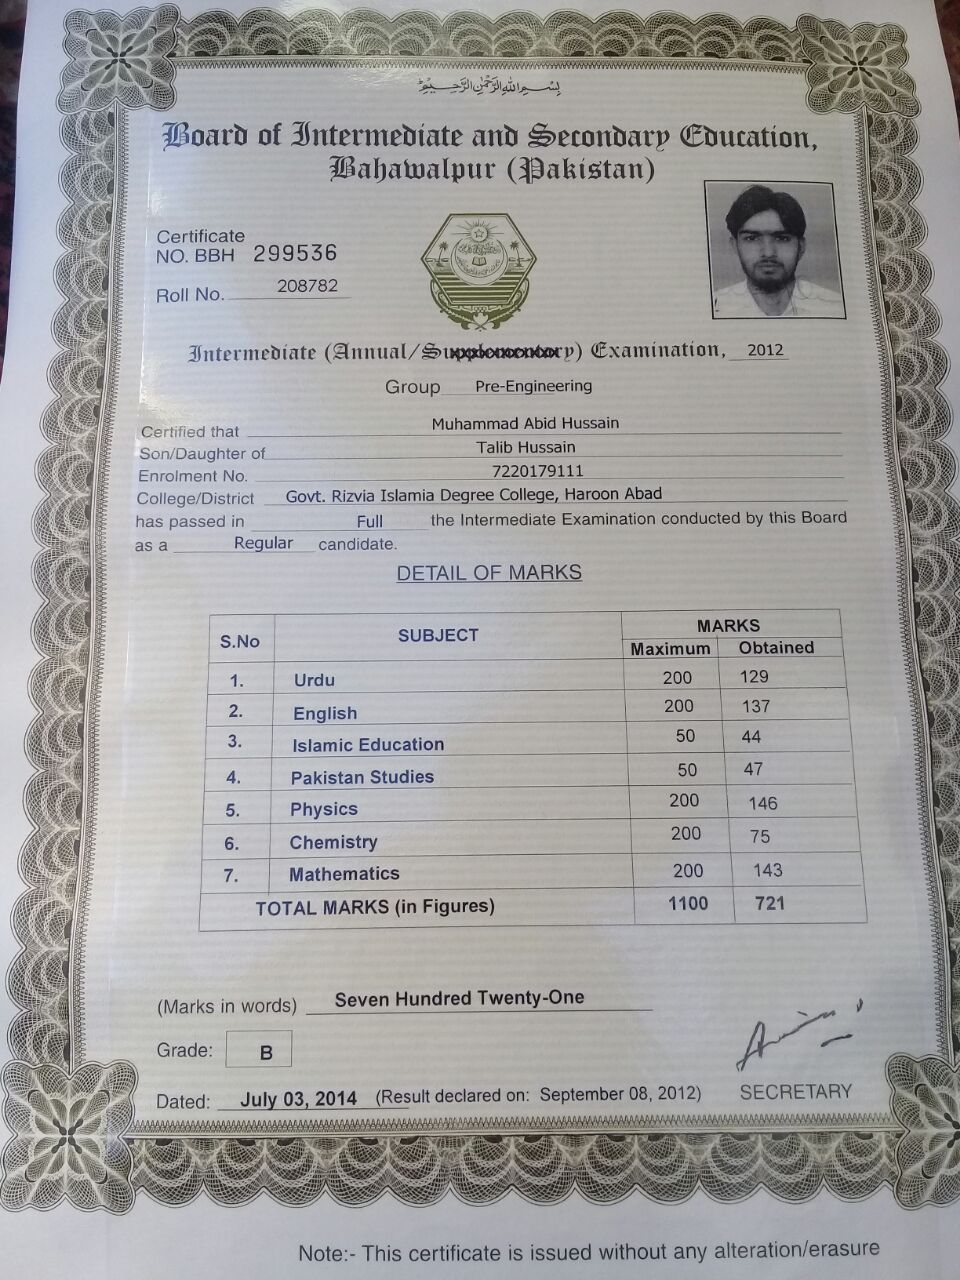 بِسْمِ اللهِ الرَّحْمٰنِ الرَّحِيْمِ
Board of Intermediate and Secondary Education,
Bahawalpur (Pakistan)
Certificate
NO. BBH 299536
Roll No. 208782
Intermediate (Annual/Supplementary) Examination, 2012
Group Pre-Engineering
Certified that Muhammad Abid Hussain
Son/Daughter of Talib Hussain
Enrolment No. 7220179111
College/District Govt. Rizvia Islamia Degree College, Haroon Abad
has passed in Full the Intermediate Examination conducted by this Board
as a Regular candidate.
DETAIL OF MARKS
S.No SUBJECT MARKS
Maximum Obtained
1. Urdu 200 129
2. English 200 137
3. Islamic Education 50 44
4. Pakistan Studies 50 47
5. Physics 200 146
6. Chemistry 200 75
7. Mathematics 200 143
TOTAL MARKS (in Figures) 1100 721
(Marks in words) Seven Hundred Twenty-One
Grade: B
Dated: July 03, 2014 (Result declared on: September 08, 2012) SECRETARY
Note:- This certificate is issued without any alteration/erasure